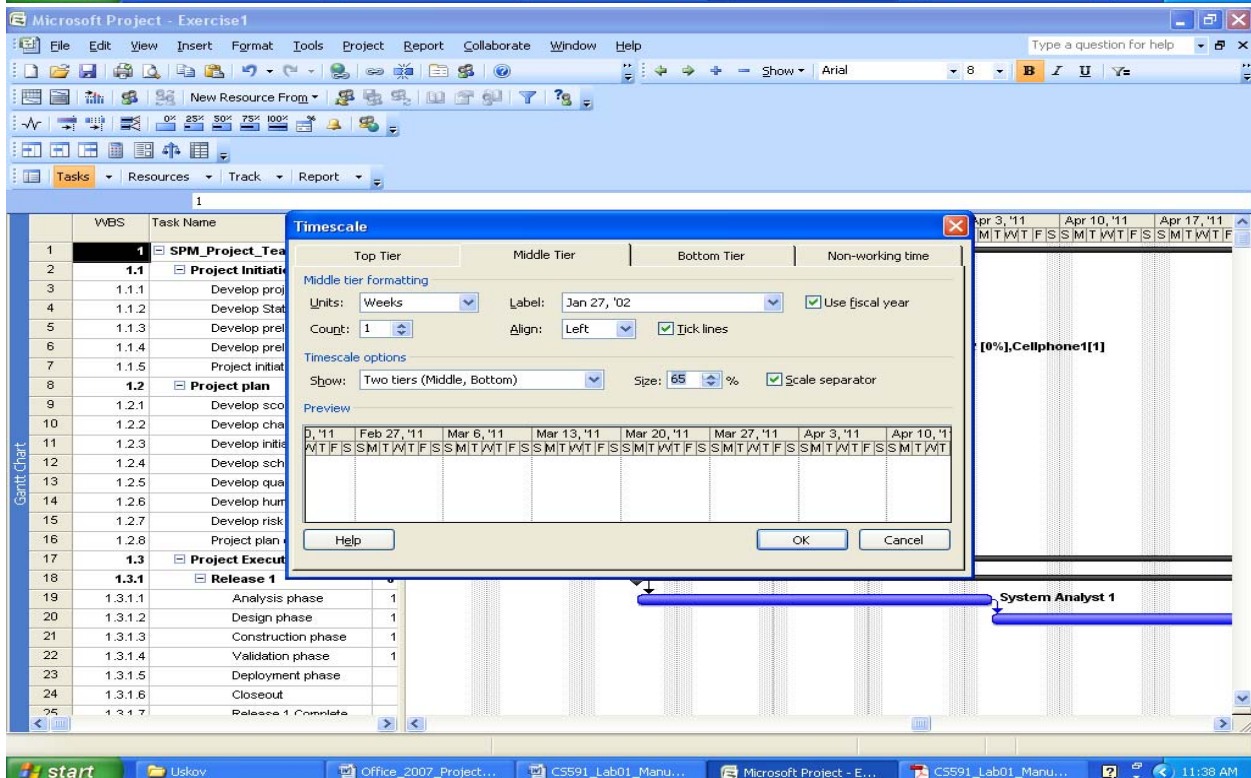 Microsoft Project - Exercise1
File Edit View Insert Format Tools Project Report Collaborate Window Help Type a question for help
Show Arial 8 B I U
New Resource From
0% 25% 50% 75% 100%
Tasks Resources Track Report
1
WBS Task Name Apr 3, '11 Apr 10, '11 Apr 17, '11
M T W T F S S M T W T F S S M T W T F
Timescale
Top Tier Middle Tier Bottom Tier Non-working time
Middle tier formatting
Units: Weeks Label: Jan 27, '02 Use fiscal year
Count: 1 Align: Left Tick lines
Timescale options
Show: Two tiers (Middle, Bottom) Size: 65 % Scale separator
Preview
0, '11 Feb 27, '11 Mar 6, '11 Mar 13, '11 Mar 20, '11 Mar 27, '11 Apr 3, '11 Apr 10, '1
W T F S S M T W T F S S M T W T F S S M T W T F S S M T W T F S S M T W T F S S M T W T F S S M T W T
Help OK Cancel
1 1 SPM_Project_Tea
2 1.1 Project Initiati
3 1.1.1 Develop proj
4 1.1.2 Develop Stat
5 1.1.3 Develop prel
6 1.1.4 Develop prel [0%],Cellphone1[1]
7 1.1.5 Project initiat
8 1.2 Project plan
9 1.2.1 Develop sco
10 1.2.2 Develop cha
11 1.2.3 Develop initia
12 1.2.4 Develop sch
13 1.2.5 Develop qua
14 1.2.6 Develop hum
15 1.2.7 Develop risk
16 1.2.8 Project plan
17 1.3 Project Execut
18 1.3.1 Release 1
19 1.3.1.1 Analysis phase 1 System Analyst 1
20 1.3.1.2 Design phase 1
21 1.3.1.3 Construction phase 1
22 1.3.1.4 Validation phase 1
23 1.3.1.5 Deployment phase
24 1.3.1.6 Closeout
25 1.3.1.7 Release 1 Complete
Gantt Chart
start Uskov Office_2007_Project... CS591_Lab01_Manu... Microsoft Project - E... CS591_Lab01_Manu... 11:38 AM